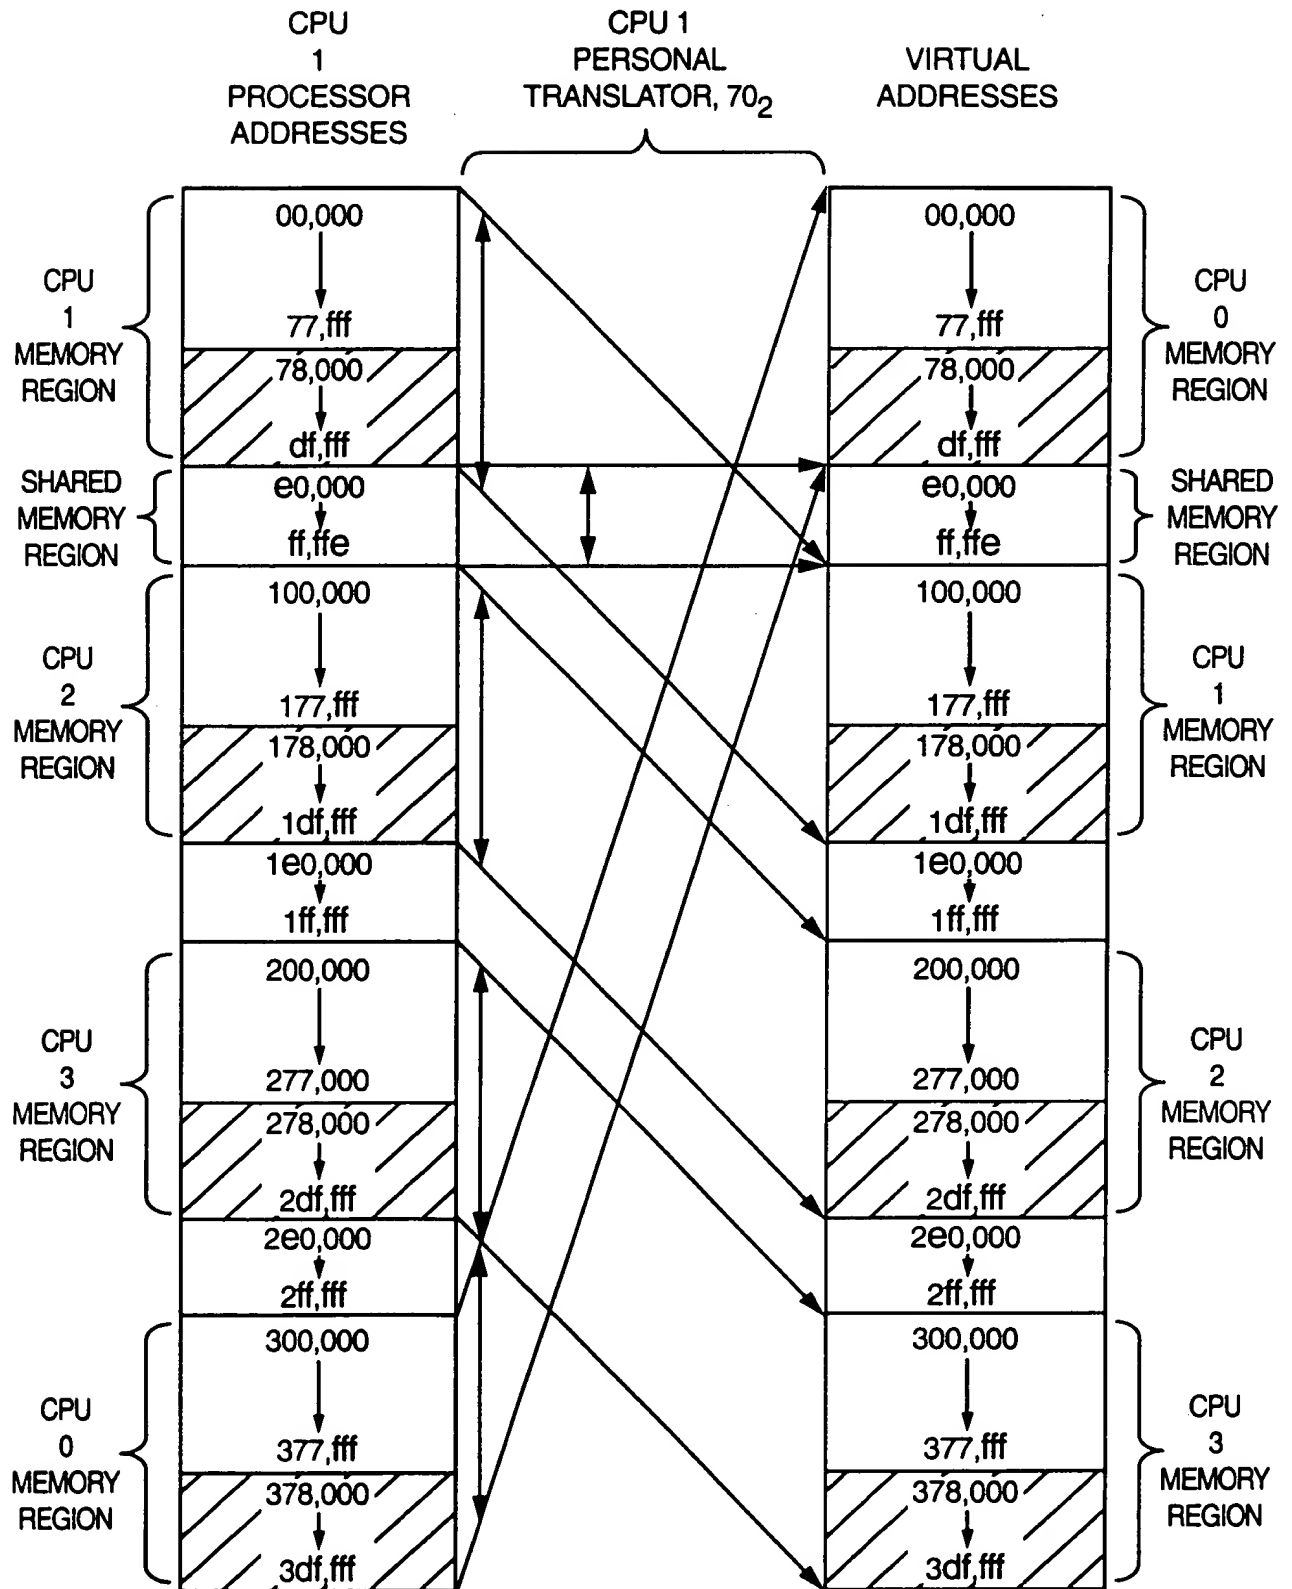 CPU
1
PROCESSOR
ADDRESSES
CPU 1
PERSONAL
TRANSLATOR, 70₂
VIRTUAL
ADDRESSES
CPU
1
MEMORY
REGION
SHARED
MEMORY
REGION
CPU
2
MEMORY
REGION
CPU
3
MEMORY
REGION
CPU
0
MEMORY
REGION
00,000
77,fff
78,000
df,fff
e0,000
ff,ffe
100,000
177,fff
178,000
1df,fff
1e0,000
1ff,fff
200,000
277,000
278,000
2df,fff
2e0,000
2ff,fff
300,000
377,fff
378,000
3df,fff
00,000
77,fff
78,000
df,fff
e0,000
ff,ffe
100,000
177,fff
178,000
1df,fff
1e0,000
1ff,fff
200,000
277,000
278,000
2df,fff
2e0,000
2ff,fff
300,000
377,fff
378,000
3df,fff
CPU
0
MEMORY
REGION
SHARED
MEMORY
REGION
CPU
1
MEMORY
REGION
CPU
2
MEMORY
REGION
CPU
3
MEMORY
REGION